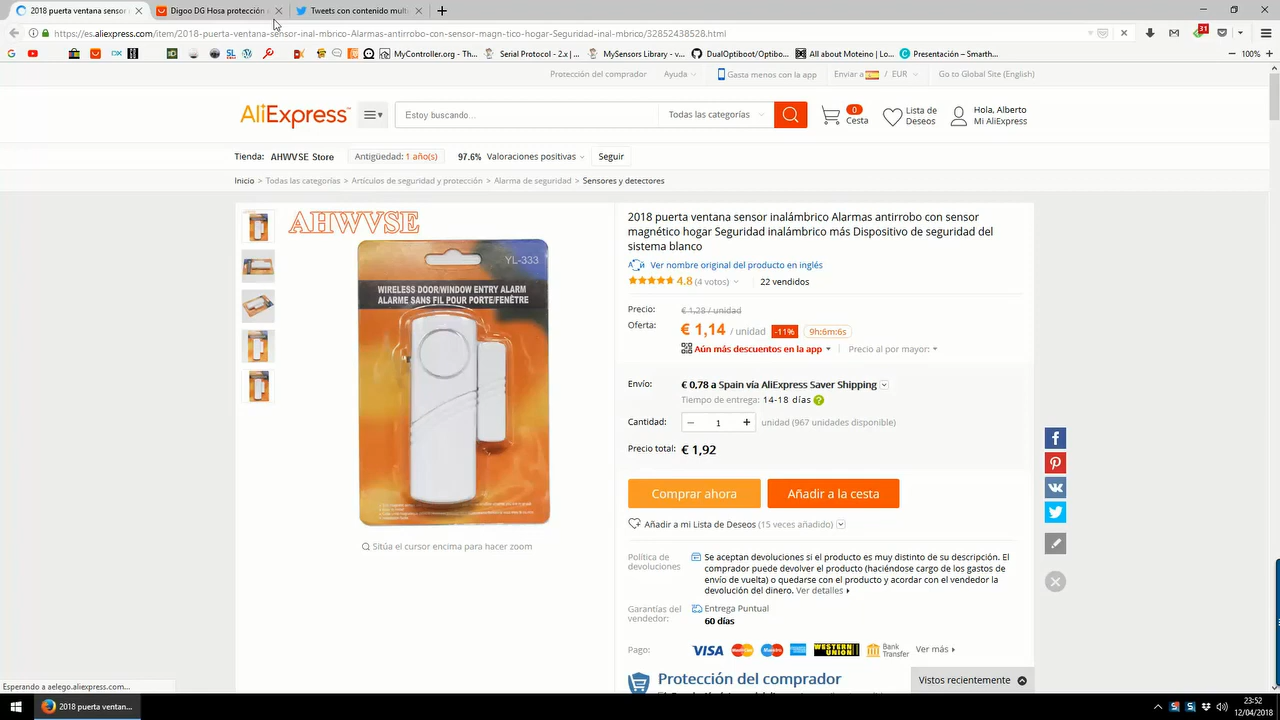 2018 puerta ventana sensor
Digoo DG Hosa protección
Tweets con contenido mult
https://es.aliexpress.com/item/2018-puerta-ventana-sensor-inal-mbrico-Alarmas-antirrobo-con-sensor-magn-tico-hogar-Seguridad-inal-mbrico/32852438528.html
31
MyController.org - Th...
Serial Protocol - 2.x | ...
MySensors Library - ...
DualOptiboot/Optibo...
All about Moteino | Lo...
Presentación – Smarth...
100%
Protección del comprador
Ayuda
Gasta menos con la app
Enviar a / EUR
Go to Global Site (English)
AliExpress
Estoy buscando...
Todas las categorías
0
Cesta
Lista de
Deseos
Hola, Alberto
Mi AliExpress
Tienda: AHWVSE Store
Antigüedad: 1 año(s)
97.6% Valoraciones positivas
Seguir
Inicio > Todas las categorías > Artículos de seguridad y protección > Alarma de seguridad > Sensores y detectores
AHWVSE
YL-333
WIRELESS DOOR/WINDOW ENTRY ALARM
ALARME SANS FIL POUR PORTE/FENÊTRE
Sitúa el cursor encima para hacer zoom
2018 puerta ventana sensor inalámbrico Alarmas antirrobo con sensor
magnético hogar Seguridad inalámbrico más Dispositivo de seguridad del
sistema blanco
Ver nombre original del producto en inglés
4.8 (4 votos)
22 vendidos
Precio: € 1,28 / unidad
Oferta: € 1,14 / unidad -11% 9h:6m:6s
Aún más descuentos en la app
Precio al por mayor:
Envío: € 0,78 a Spain vía AliExpress Saver Shipping
Tiempo de entrega: 14-18 días
Cantidad: − 1 + unidad (967 unidades disponible)
Precio total: € 1,92
Comprar ahora
Añadir a la cesta
Añadir a mi Lista de Deseos (15 veces añadido)
Política de
devoluciones
Se aceptan devoluciones si el producto es muy distinto de su descripción. El
comprador puede devolver el producto (haciéndose cargo de los gastos de
envío de vuelta) o quedarse con el producto y acordar con el vendedor la
devolución del dinero. Ver detalles
Garantías del
vendedor:
Entrega Puntual
60 días
Pago:
VISA
Maestro
WESTERN
UNION
Bank
Transfer
Ver más
Protección del comprador
Vistos recientemente
Esperando a aelego.aliexpress.com...
2018 puerta ventan...
23:52
12/04/2018